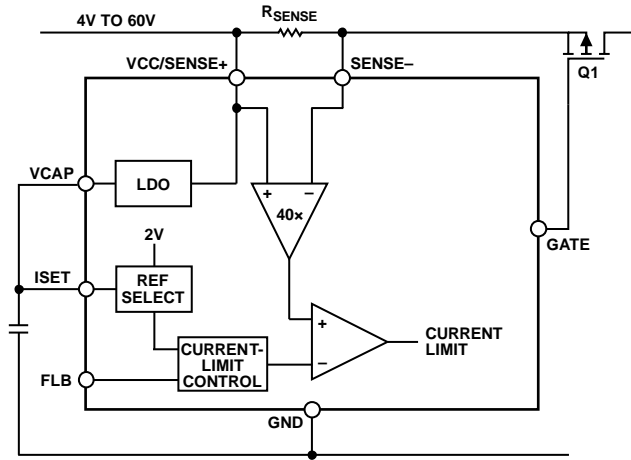 4V TO 60V
RSENSE
VCC/SENSE+
SENSE–
Q1
VCAP
LDO
+
–
40×
2V
GATE
ISET
REF
SELECT
+
–
CURRENT
LIMIT
CURRENT-
LIMIT
CONTROL
FLB
GND